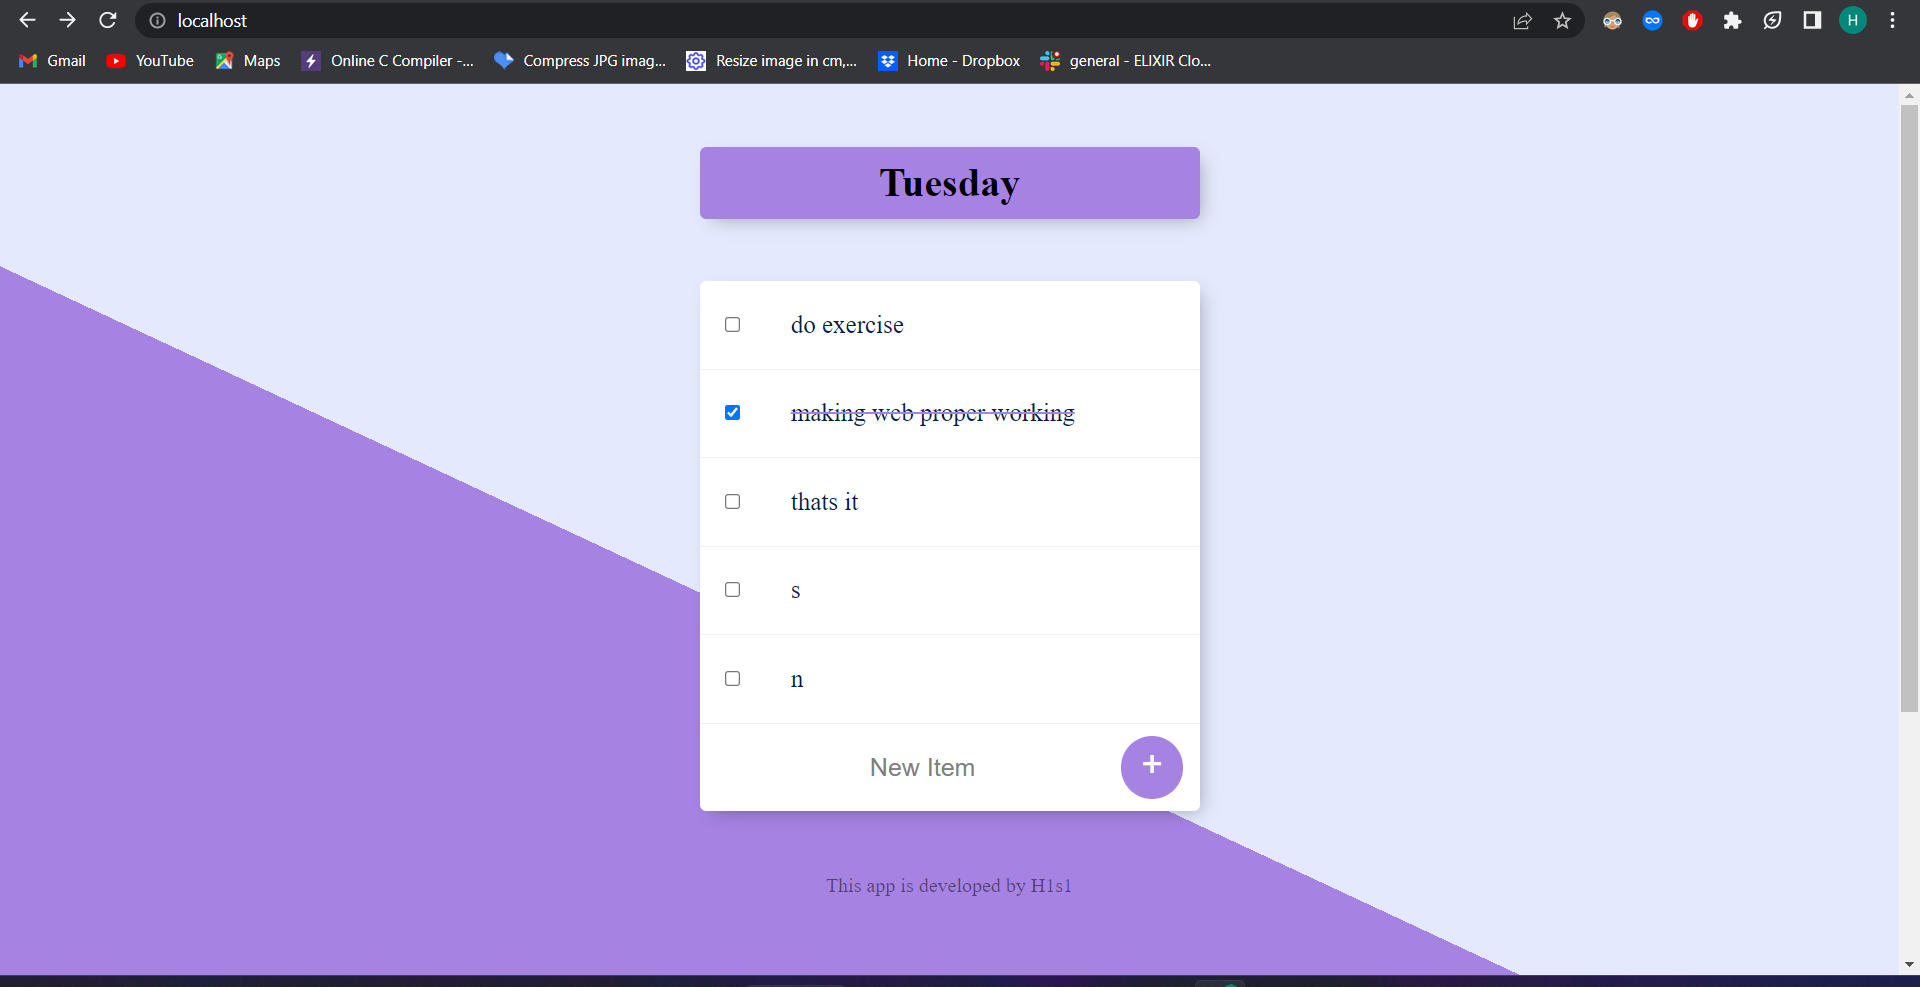 localhost
H
Gmail YouTube Maps Online C Compiler -... Compress JPG imag... Resize image in cm,... Home - Dropbox general - ELIXIR Clo...
Tuesday
do exercise
making web proper working
thats it
s
n
New Item +
This app is developed by H1s1